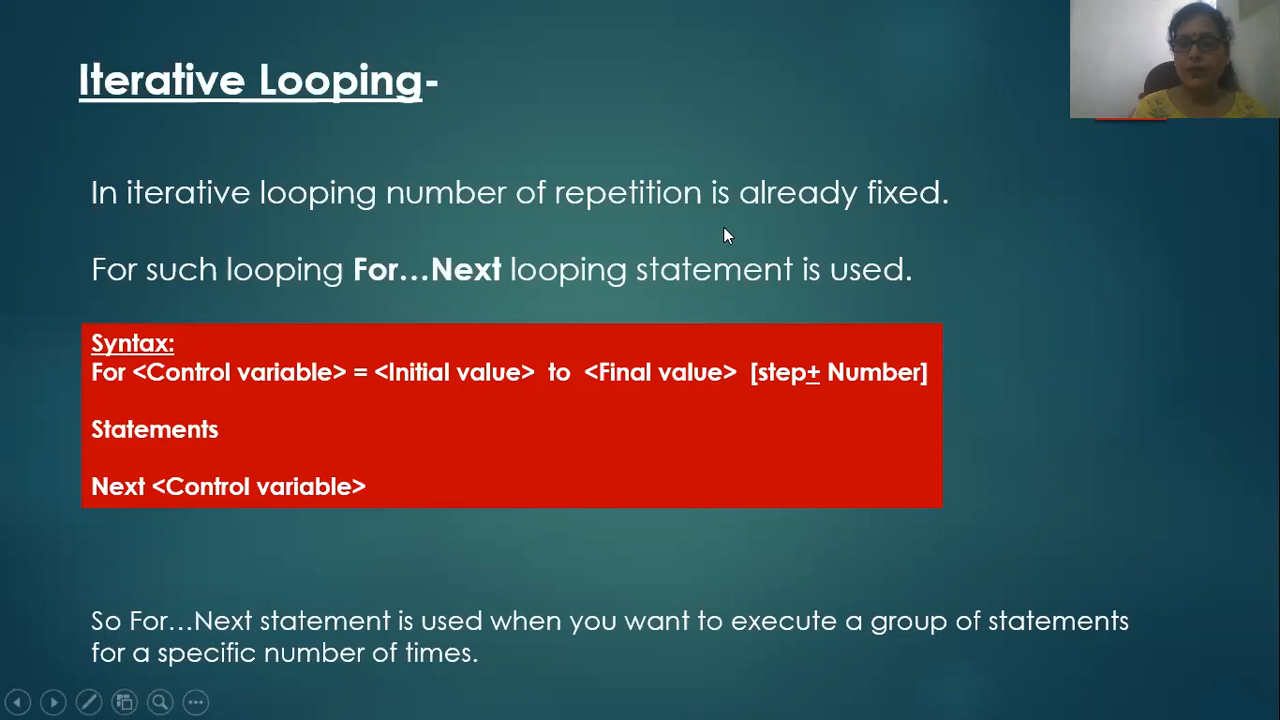 Iterative Looping-
In iterative looping number of repetition is already fixed.
For such looping For...Next looping statement is used.
Syntax:
For <Control variable> = <Initial value> to <Final value> [step± Number]
Statements
Next <Control variable>
So For...Next statement is used when you want to execute a group of statements
for a specific number of times.